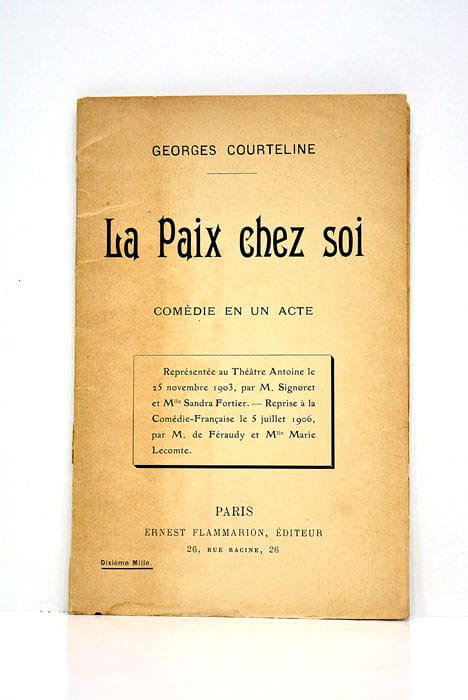 GEORGES COURTELINE
La Paix chez soi
COMÉDIE EN UN ACTE
Représentée au Théâtre Antoine le
25 novembre 1903, par M. Signoret
et Mlle Sandra Fortier. — Reprise à la
Comédie-Française le 5 juillet 1906,
par M. de Féraudy et Mlle Marie
Lecomte.
PARIS
ERNEST FLAMMARION, ÉDITEUR
26, RUE RACINE, 26
Dixième Mille.